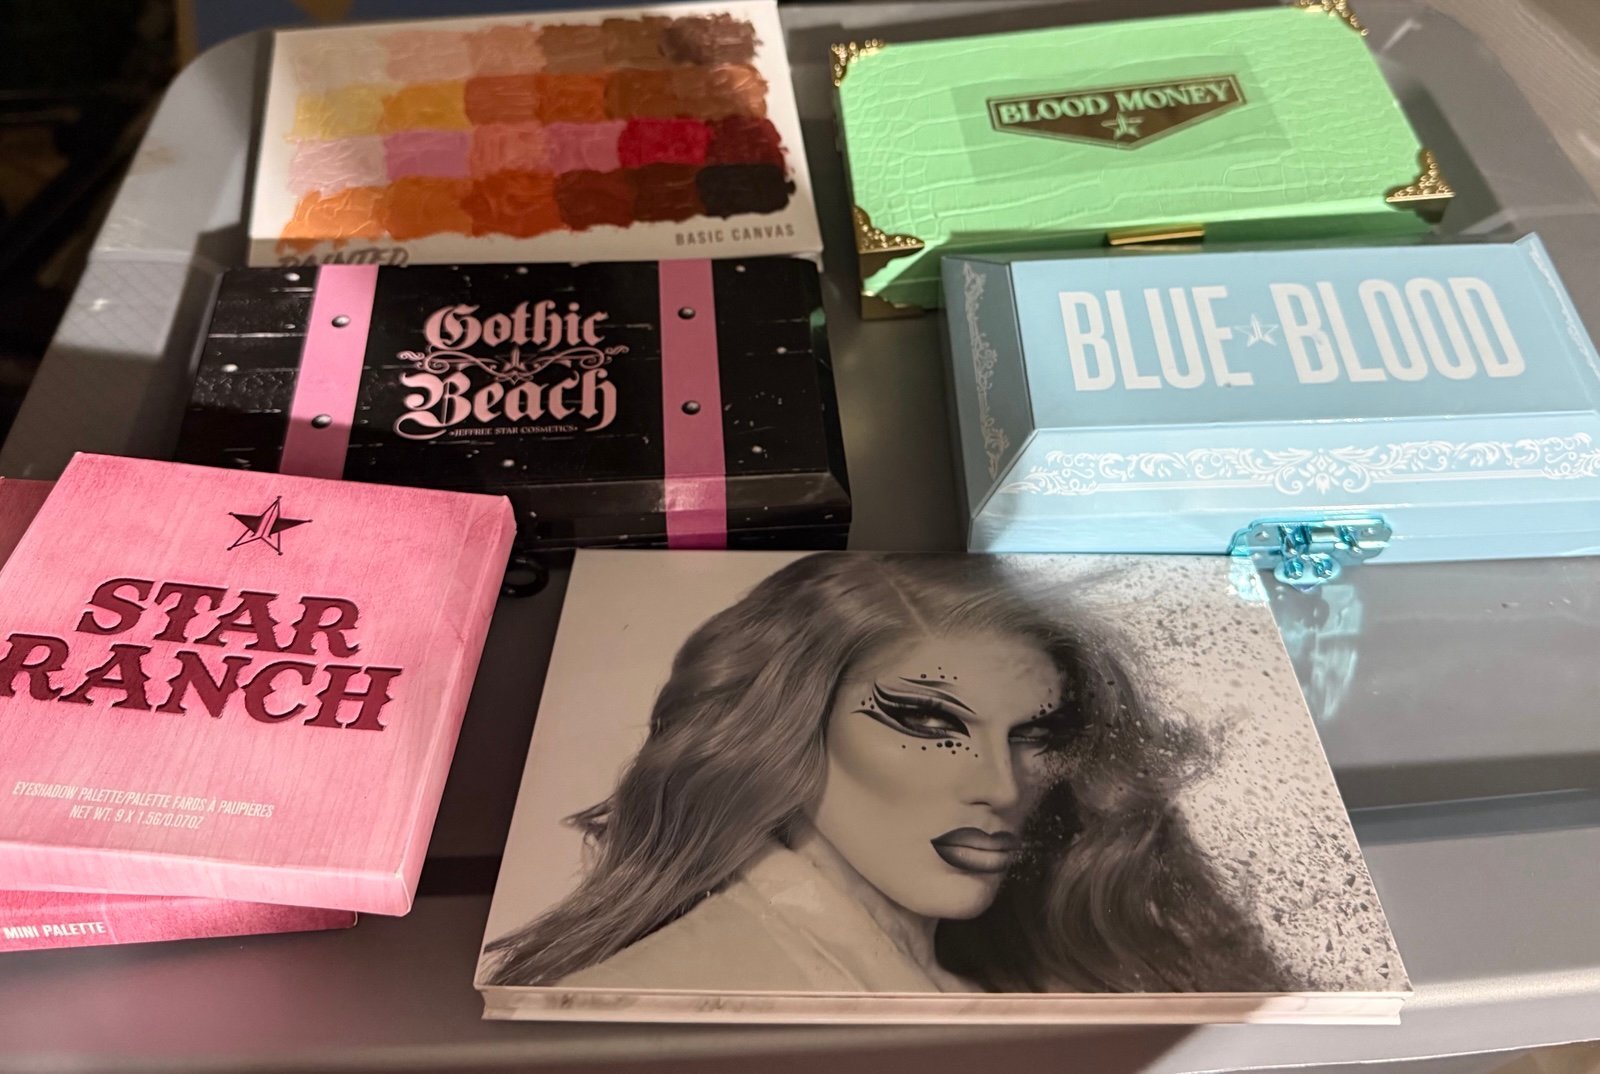 PAINTED
BASIC CANVAS
BLOOD MONEY
Gothic
Beach
JEFFREE STAR COSMETICS
BLUE BLOOD
STAR
RANCH
EYESHADOW PALETTE/PALETTE FARDS À PAUPIÈRES
NET WT. 9 X 1.5G/0.07OZ
MINI PALETTE